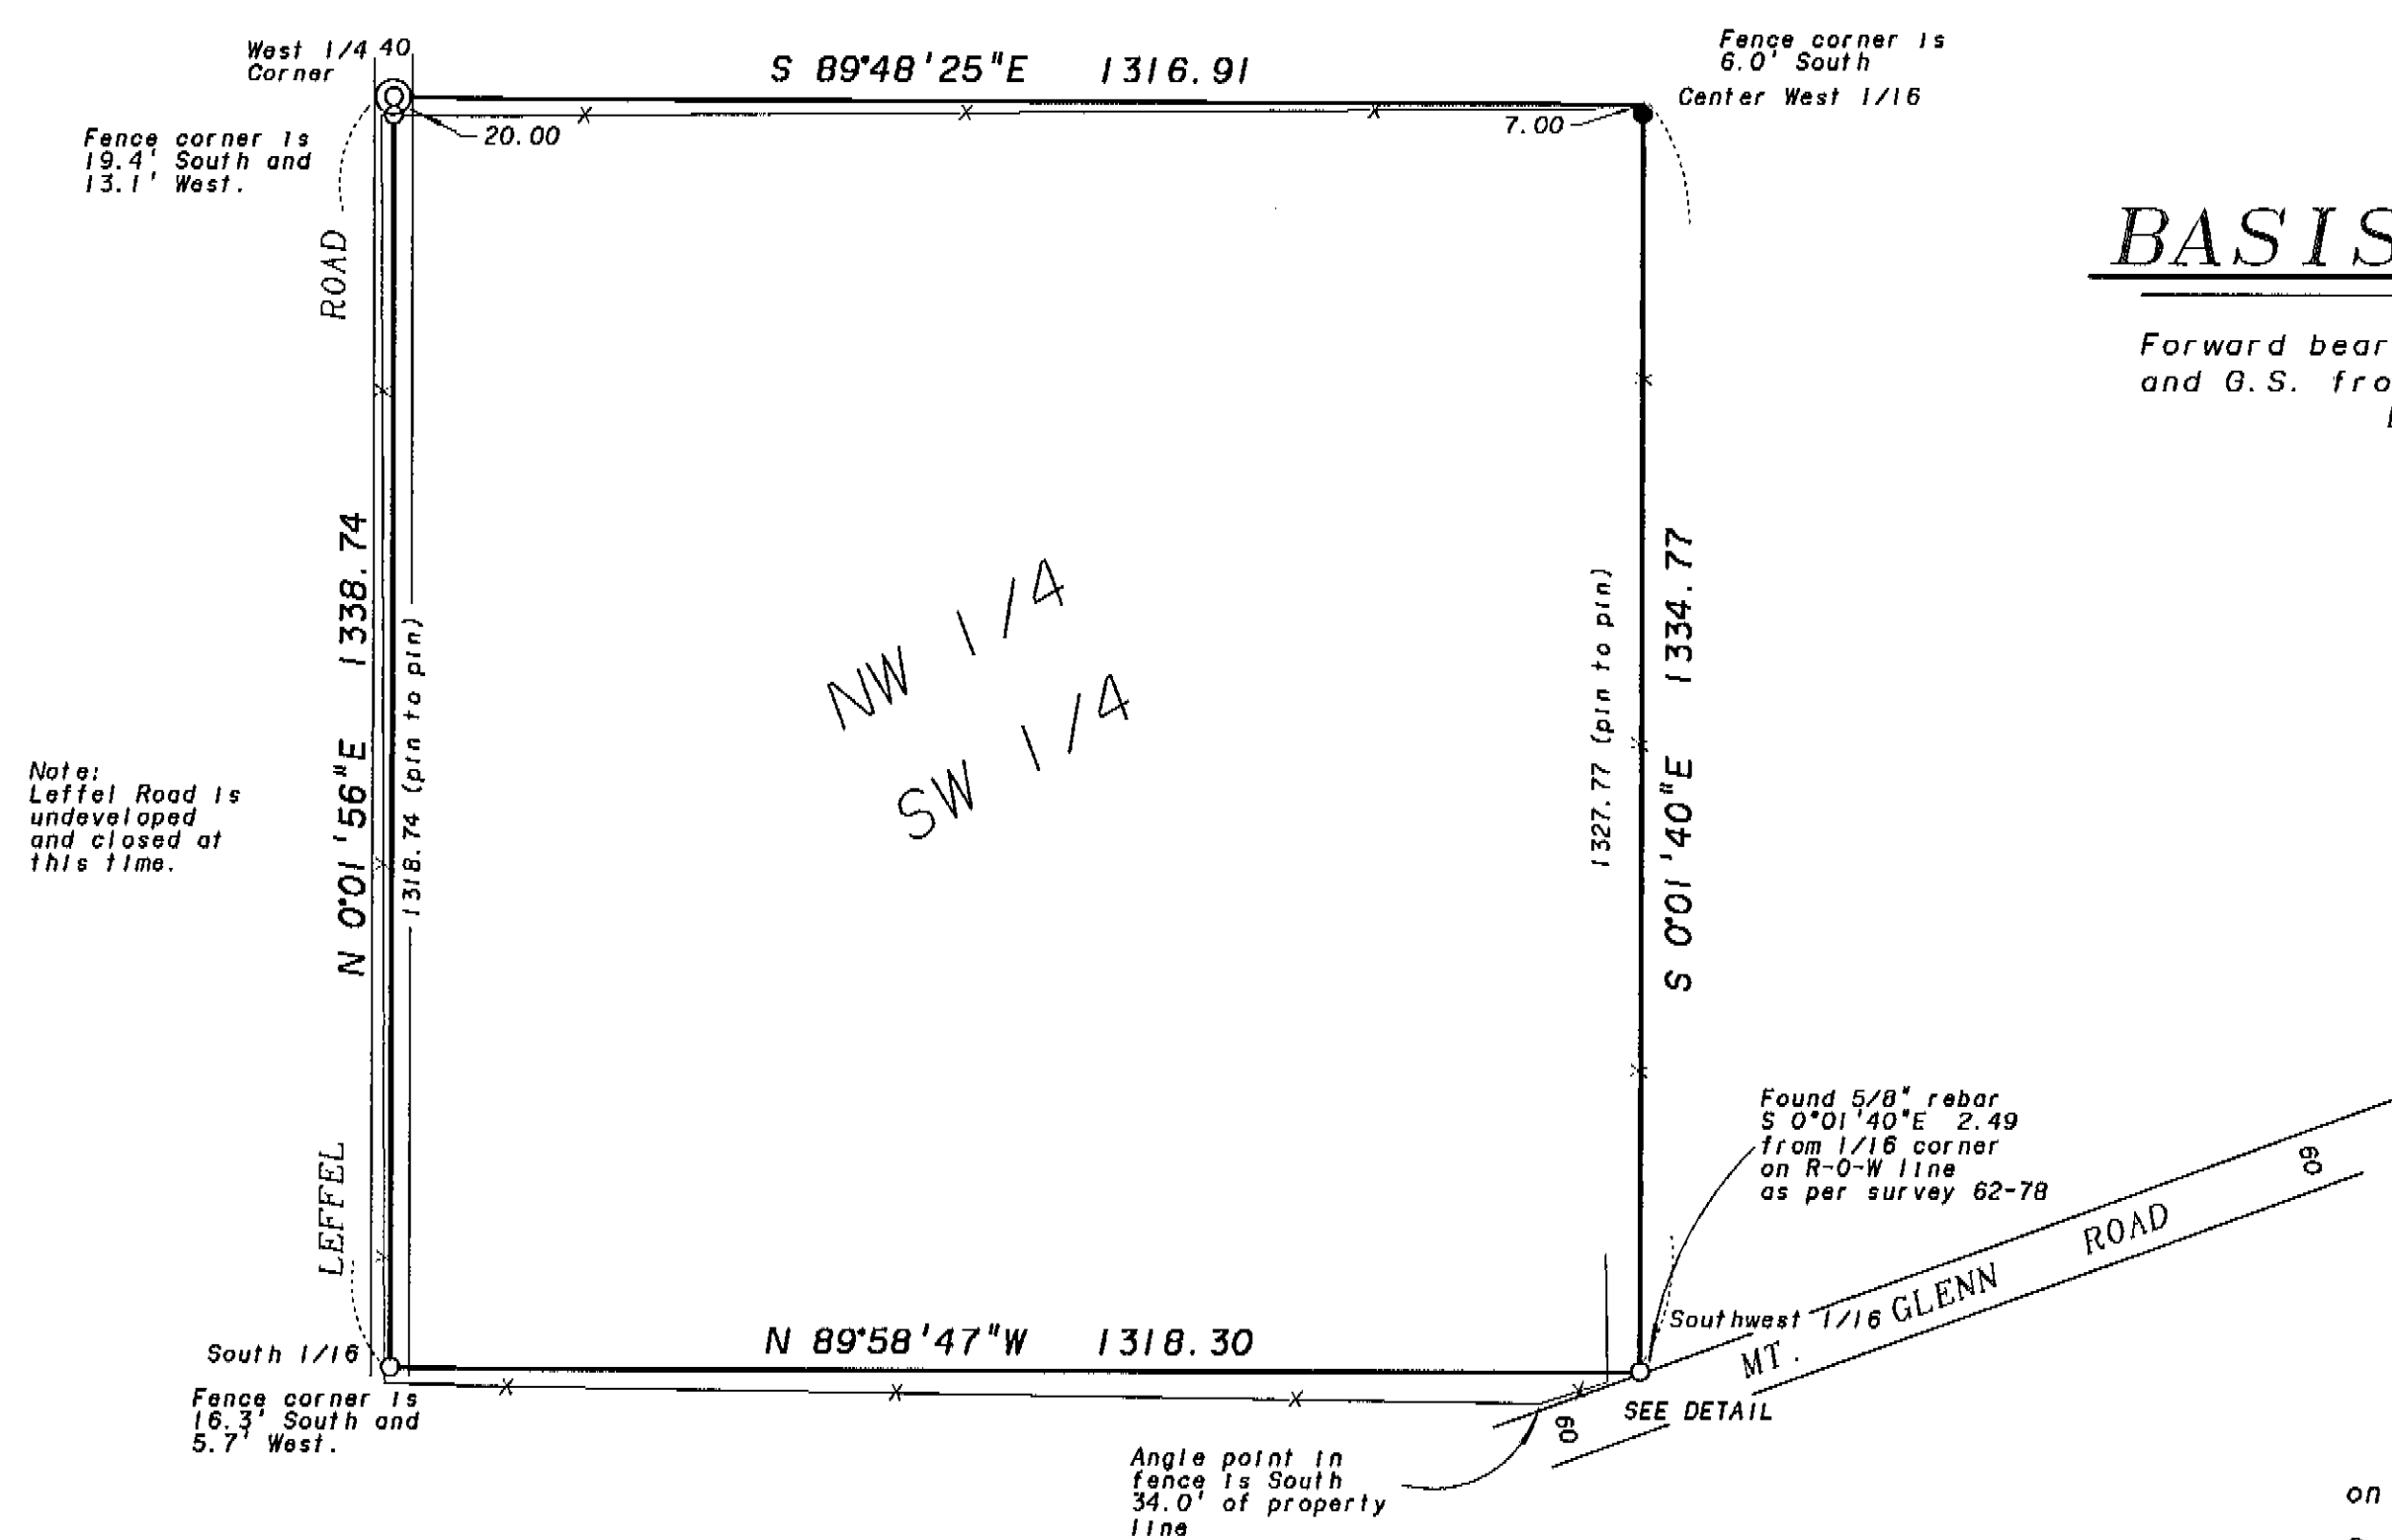 West 1/4
Corner
40
S 89°48'25"E 1316.91
Fence corner is
6.0' South
Center West 1/16
7.00
20.00
Fence corner is
19.4' South and
13.1' West.
ROAD
BASIS
Forward bear
and G.S. fro
N 0°01'56"E 1338.74
1318.74 (pin to pin)
NW 1/4
SW 1/4
1327.77 (pin to pin)
S 0°01'40"E 1334.77
Note:
Leffel Road is
undeveloped
and closed at
this time.
Found 5/8" rebar
S 0°01'40"E 2.49
from 1/16 corner
on R-O-W line
as per survey 62-78
LEFFEL
60
MT. GLENN ROAD
Southwest 1/16
South 1/16
N 89°58'47"W 1318.30
Fence corner is
16.3' South and
5.7' West.
SEE DETAIL
60
Angle point in
fence is South
34.0' of property
line
on